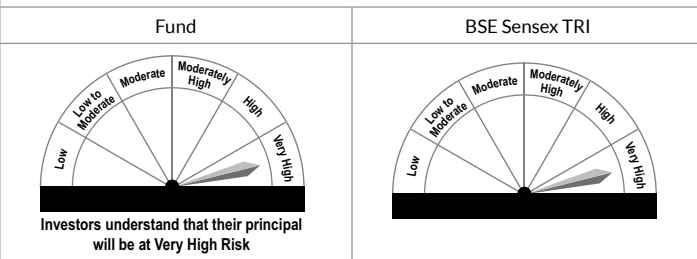 Fund
BSE Sensex TRI
Low
Low to
Moderate
Moderate
Moderately
High
High
Very High
Investors understand that their principal
will be at Very High Risk
Low
Low to
Moderate
Moderate
Moderately
High
High
Very High